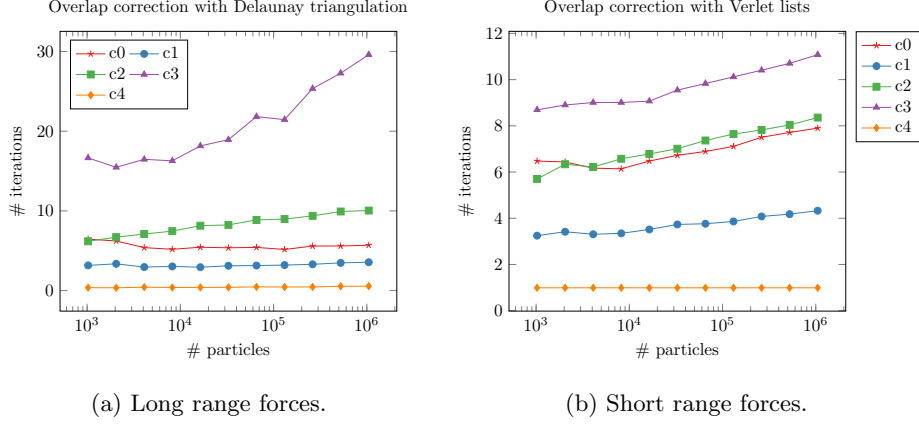 Overlap correction with Delaunay triangulation
30
20
10
0
# iterations
10^3 10^4 10^5 10^6
# particles
c0 c1
c2 c3
c4
(a) Long range forces.
Overlap correction with Verlet lists
12
10
8
6
4
2
0
# iterations
10^3 10^4 10^5 10^6
# particles
c0
c1
c2
c3
c4
(b) Short range forces.